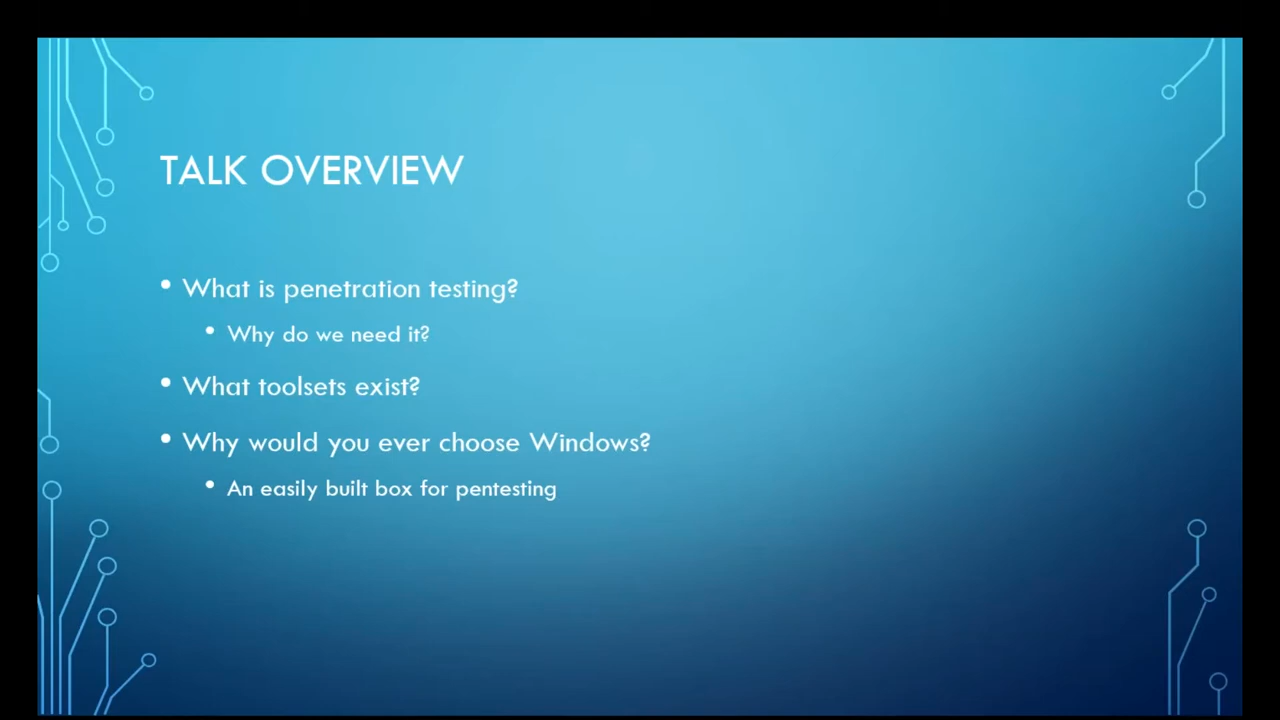 TALK OVERVIEW
• What is penetration testing?
• Why do we need it?
• What toolsets exist?
• Why would you ever choose Windows?
• An easily built box for pentesting